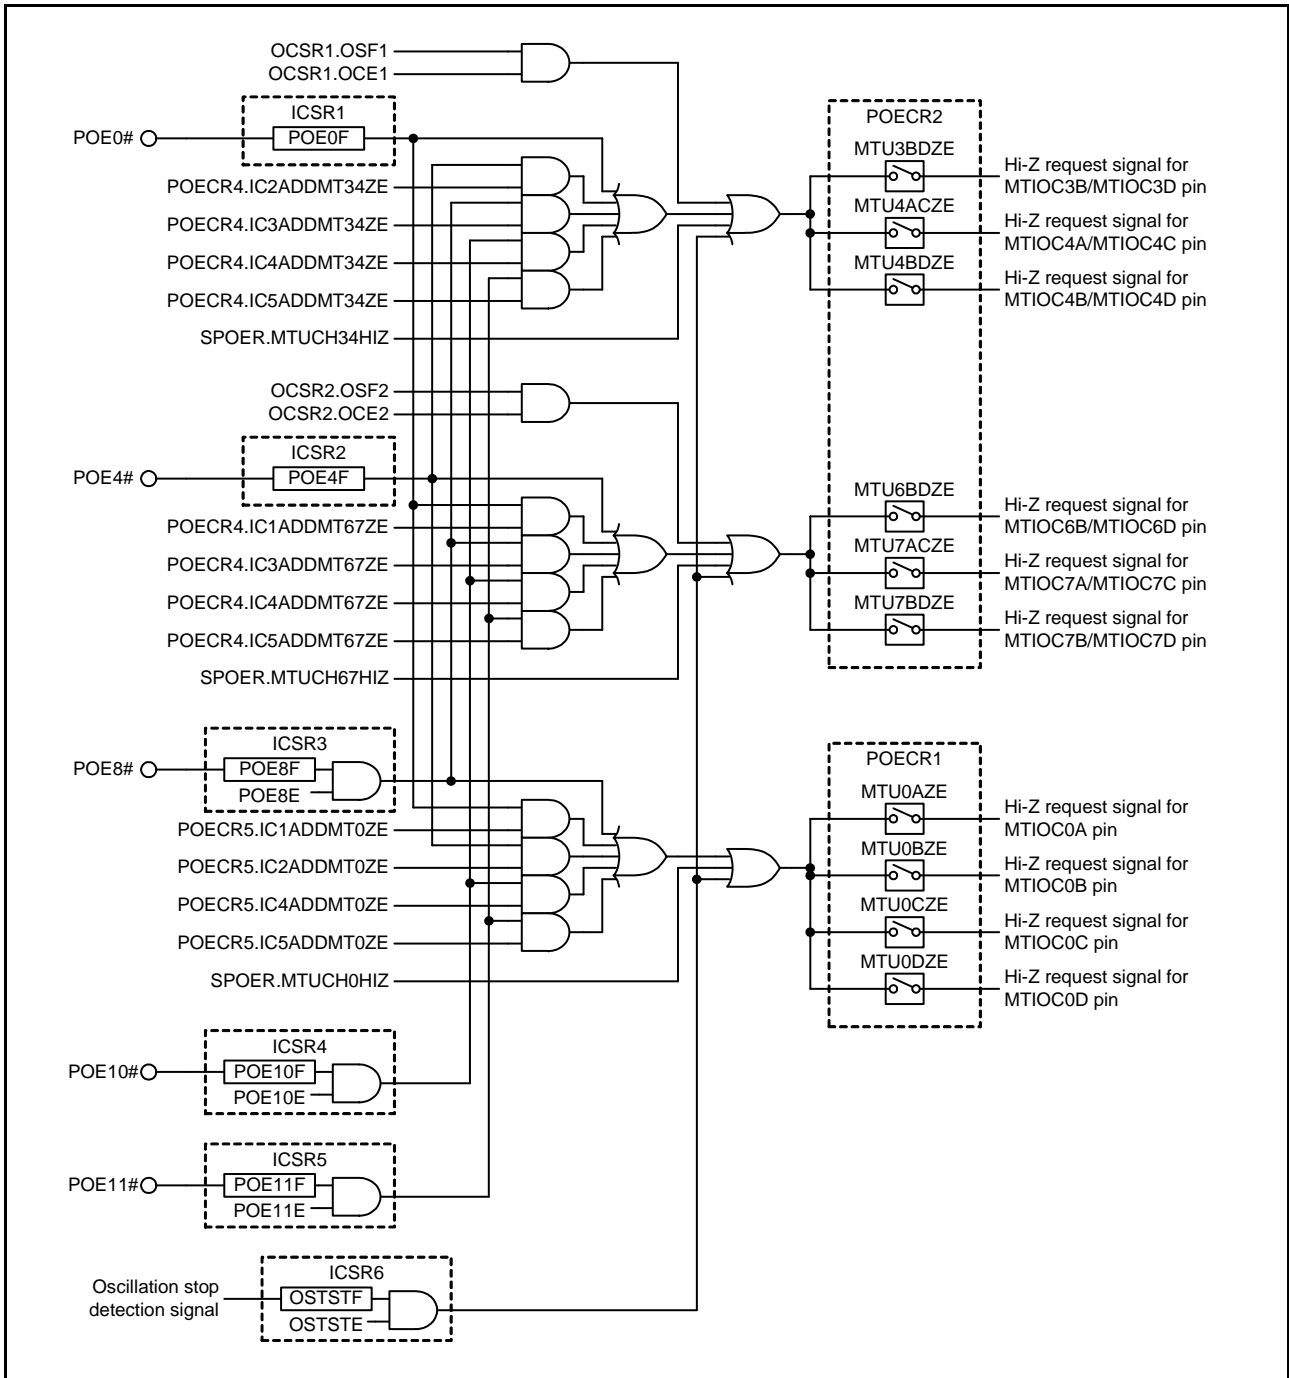 OCSR1.OSF1
OCSR1.OCE1
ICSR1
POE0#
POE0F
POECR4.IC2ADDMT34ZE
POECR4.IC3ADDMT34ZE
POECR4.IC4ADDMT34ZE
POECR4.IC5ADDMT34ZE
SPOER.MTUCH34HIZ
POECR2
MTU3BDZE
Hi-Z request signal for
MTIOC3B/MTIOC3D pin
MTU4ACZE
Hi-Z request signal for
MTIOC4A/MTIOC4C pin
MTU4BDZE
Hi-Z request signal for
MTIOC4B/MTIOC4D pin
OCSR2.OSF2
OCSR2.OCE2
ICSR2
POE4#
POE4F
POECR4.IC1ADDMT67ZE
POECR4.IC3ADDMT67ZE
POECR4.IC4ADDMT67ZE
POECR4.IC5ADDMT67ZE
SPOER.MTUCH67HIZ
MTU6BDZE
Hi-Z request signal for
MTIOC6B/MTIOC6D pin
MTU7ACZE
Hi-Z request signal for
MTIOC7A/MTIOC7C pin
MTU7BDZE
Hi-Z request signal for
MTIOC7B/MTIOC7D pin
ICSR3
POE8#
POE8F
POE8E
POECR5.IC1ADDMT0ZE
POECR5.IC2ADDMT0ZE
POECR5.IC4ADDMT0ZE
POECR5.IC5ADDMT0ZE
SPOER.MTUCH0HIZ
POECR1
MTU0AZE
Hi-Z request signal for
MTIOC0A pin
MTU0BZE
Hi-Z request signal for
MTIOC0B pin
MTU0CZE
Hi-Z request signal for
MTIOC0C pin
MTU0DZE
Hi-Z request signal for
MTIOC0D pin
ICSR4
POE10#
POE10F
POE10E
ICSR5
POE11#
POE11F
POE11E
ICSR6
Oscillation stop
detection signal
OSTSTF
OSTSTE